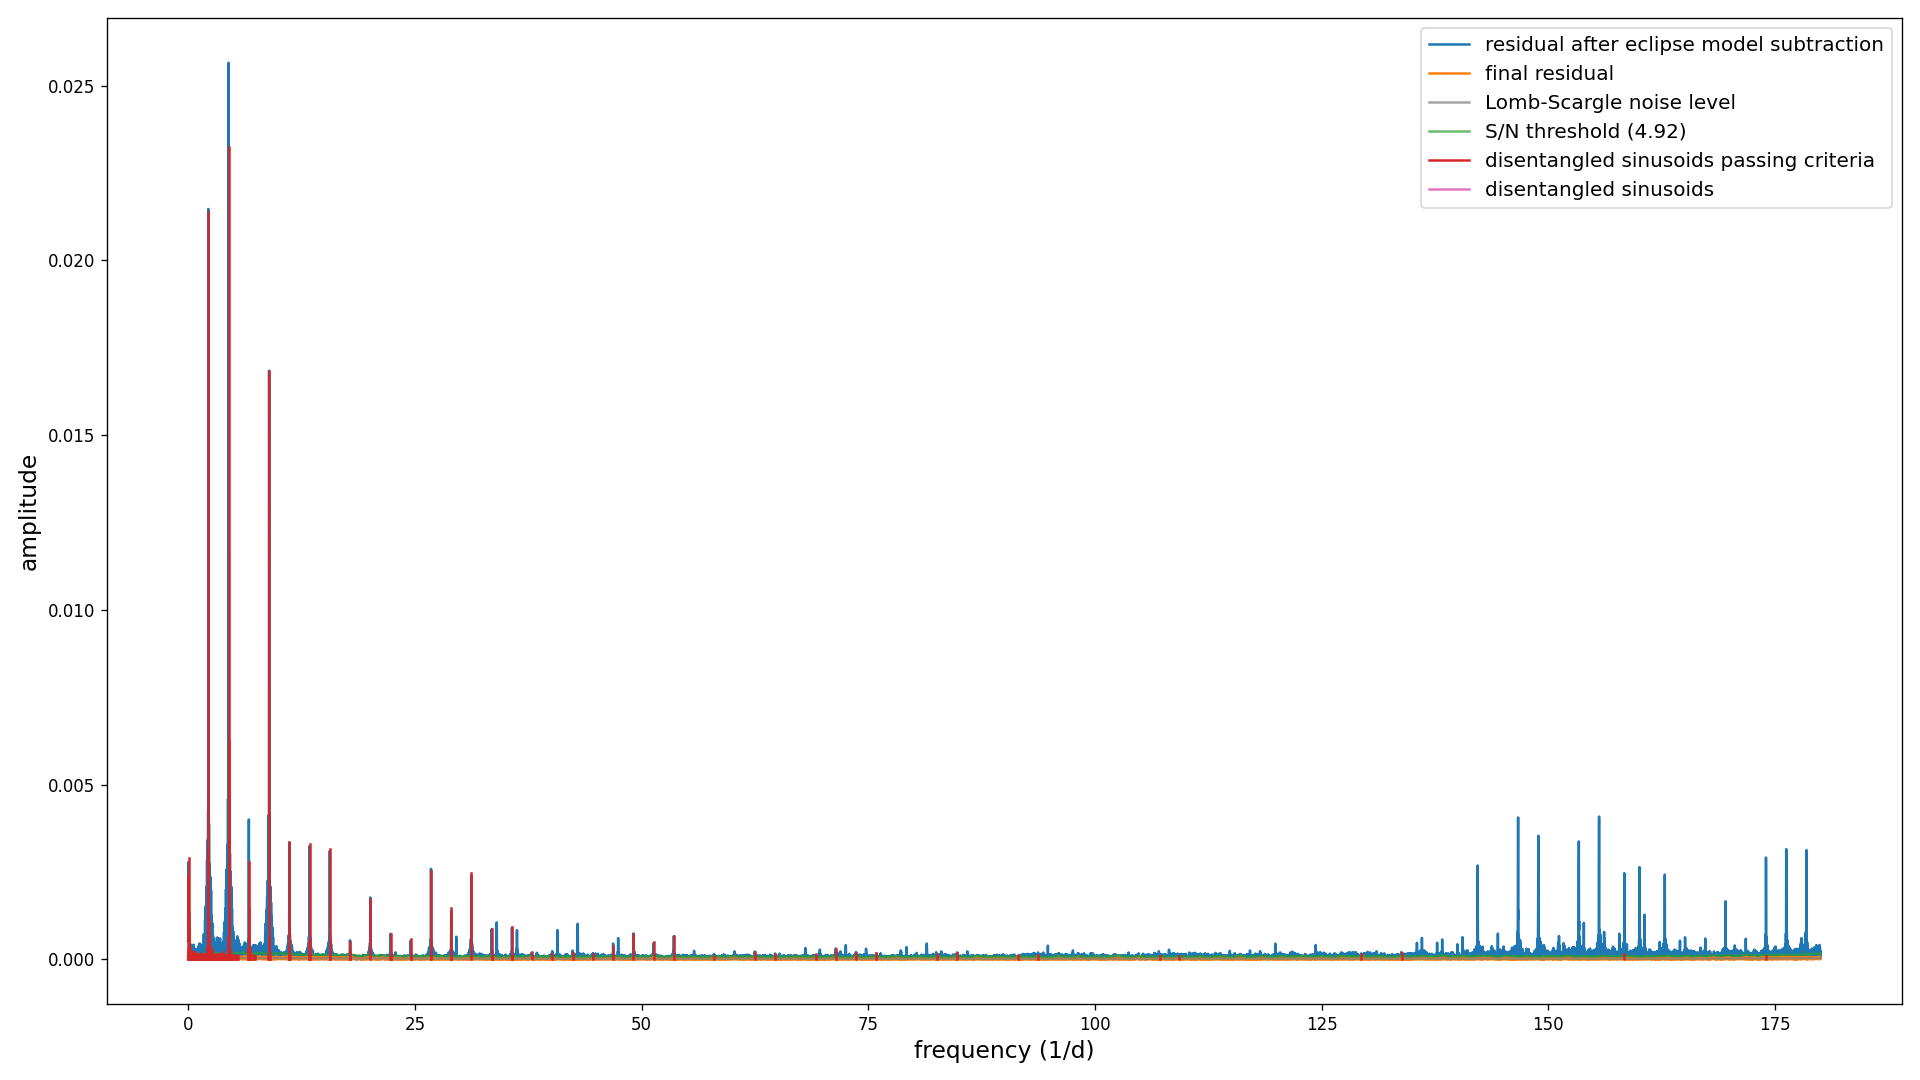 residual after eclipse model subtraction
final residual
Lomb-Scargle noise level
S/N threshold (4.92)
disentangled sinusoids passing criteria
disentangled sinusoids
0.025
0.020
0.015
0.010
0.005
0.000
amplitude
0 25 50 75 100 125 150 175
frequency (1/d)